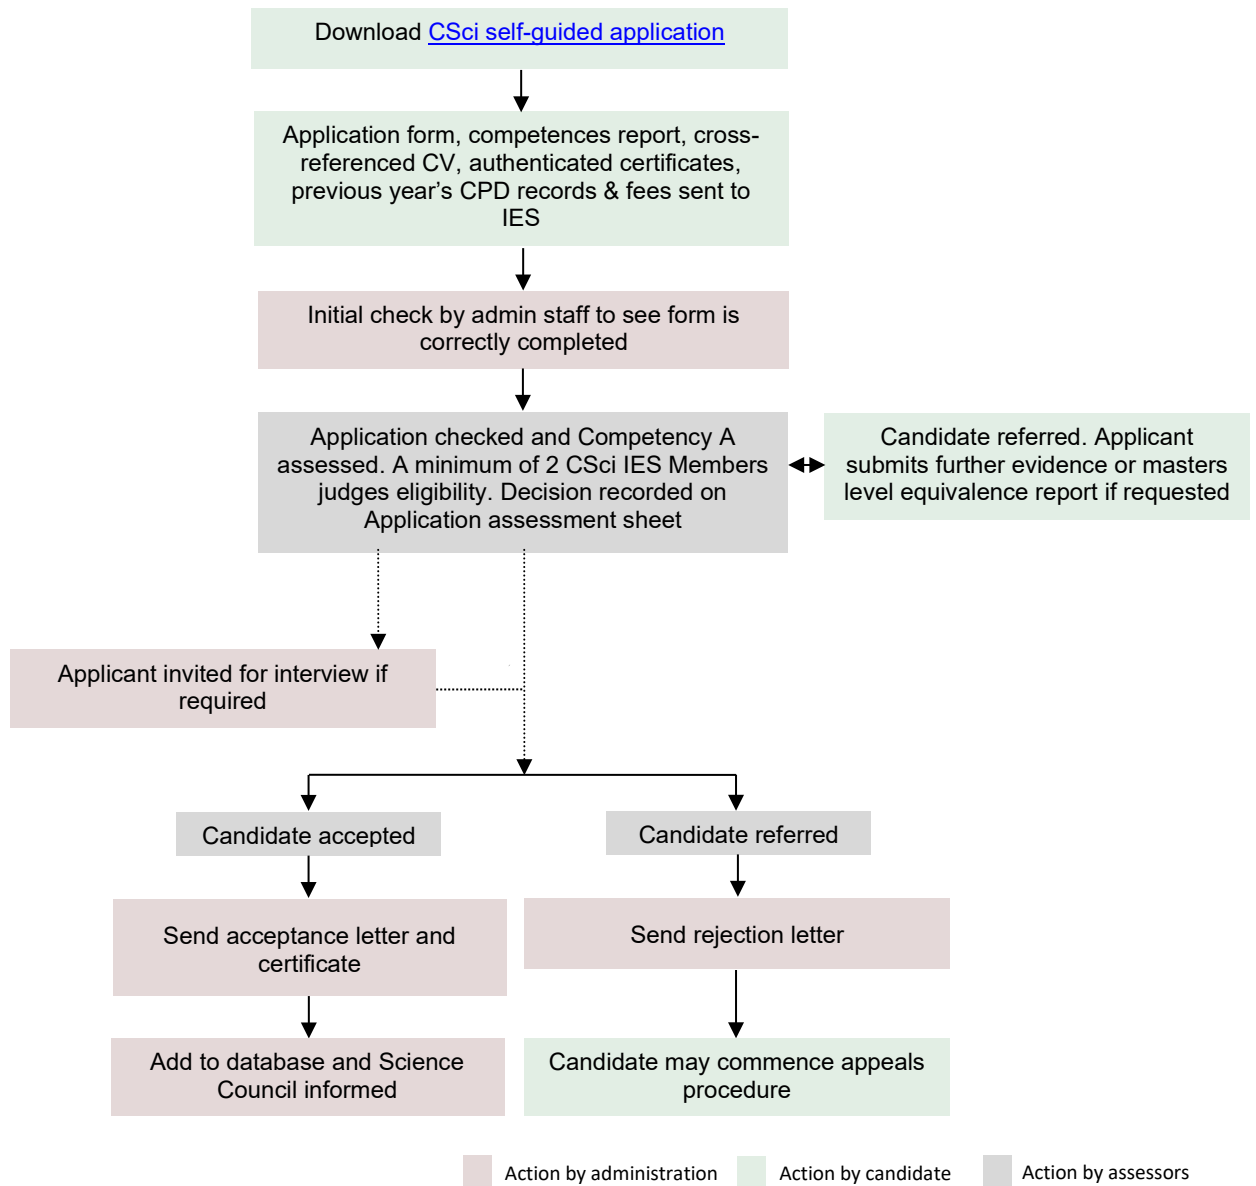 Download CSci self-guided application
Application form, competences report, cross-
referenced CV, authenticated certificates,
previous year’s CPD records & fees sent to
IES
Initial check by admin staff to see form is
correctly completed
Application checked and Competency A
assessed. A minimum of 2 CSci IES Members
judges eligibility. Decision recorded on
Application assessment sheet
Candidate referred. Applicant
submits further evidence or masters
level equivalence report if requested
Applicant invited for interview if
required
Candidate accepted
Candidate referred
Send acceptance letter and
certificate
Send rejection letter
Add to database and Science
Council informed
Candidate may commence appeals
procedure
Action by administration
Action by candidate
Action by assessors